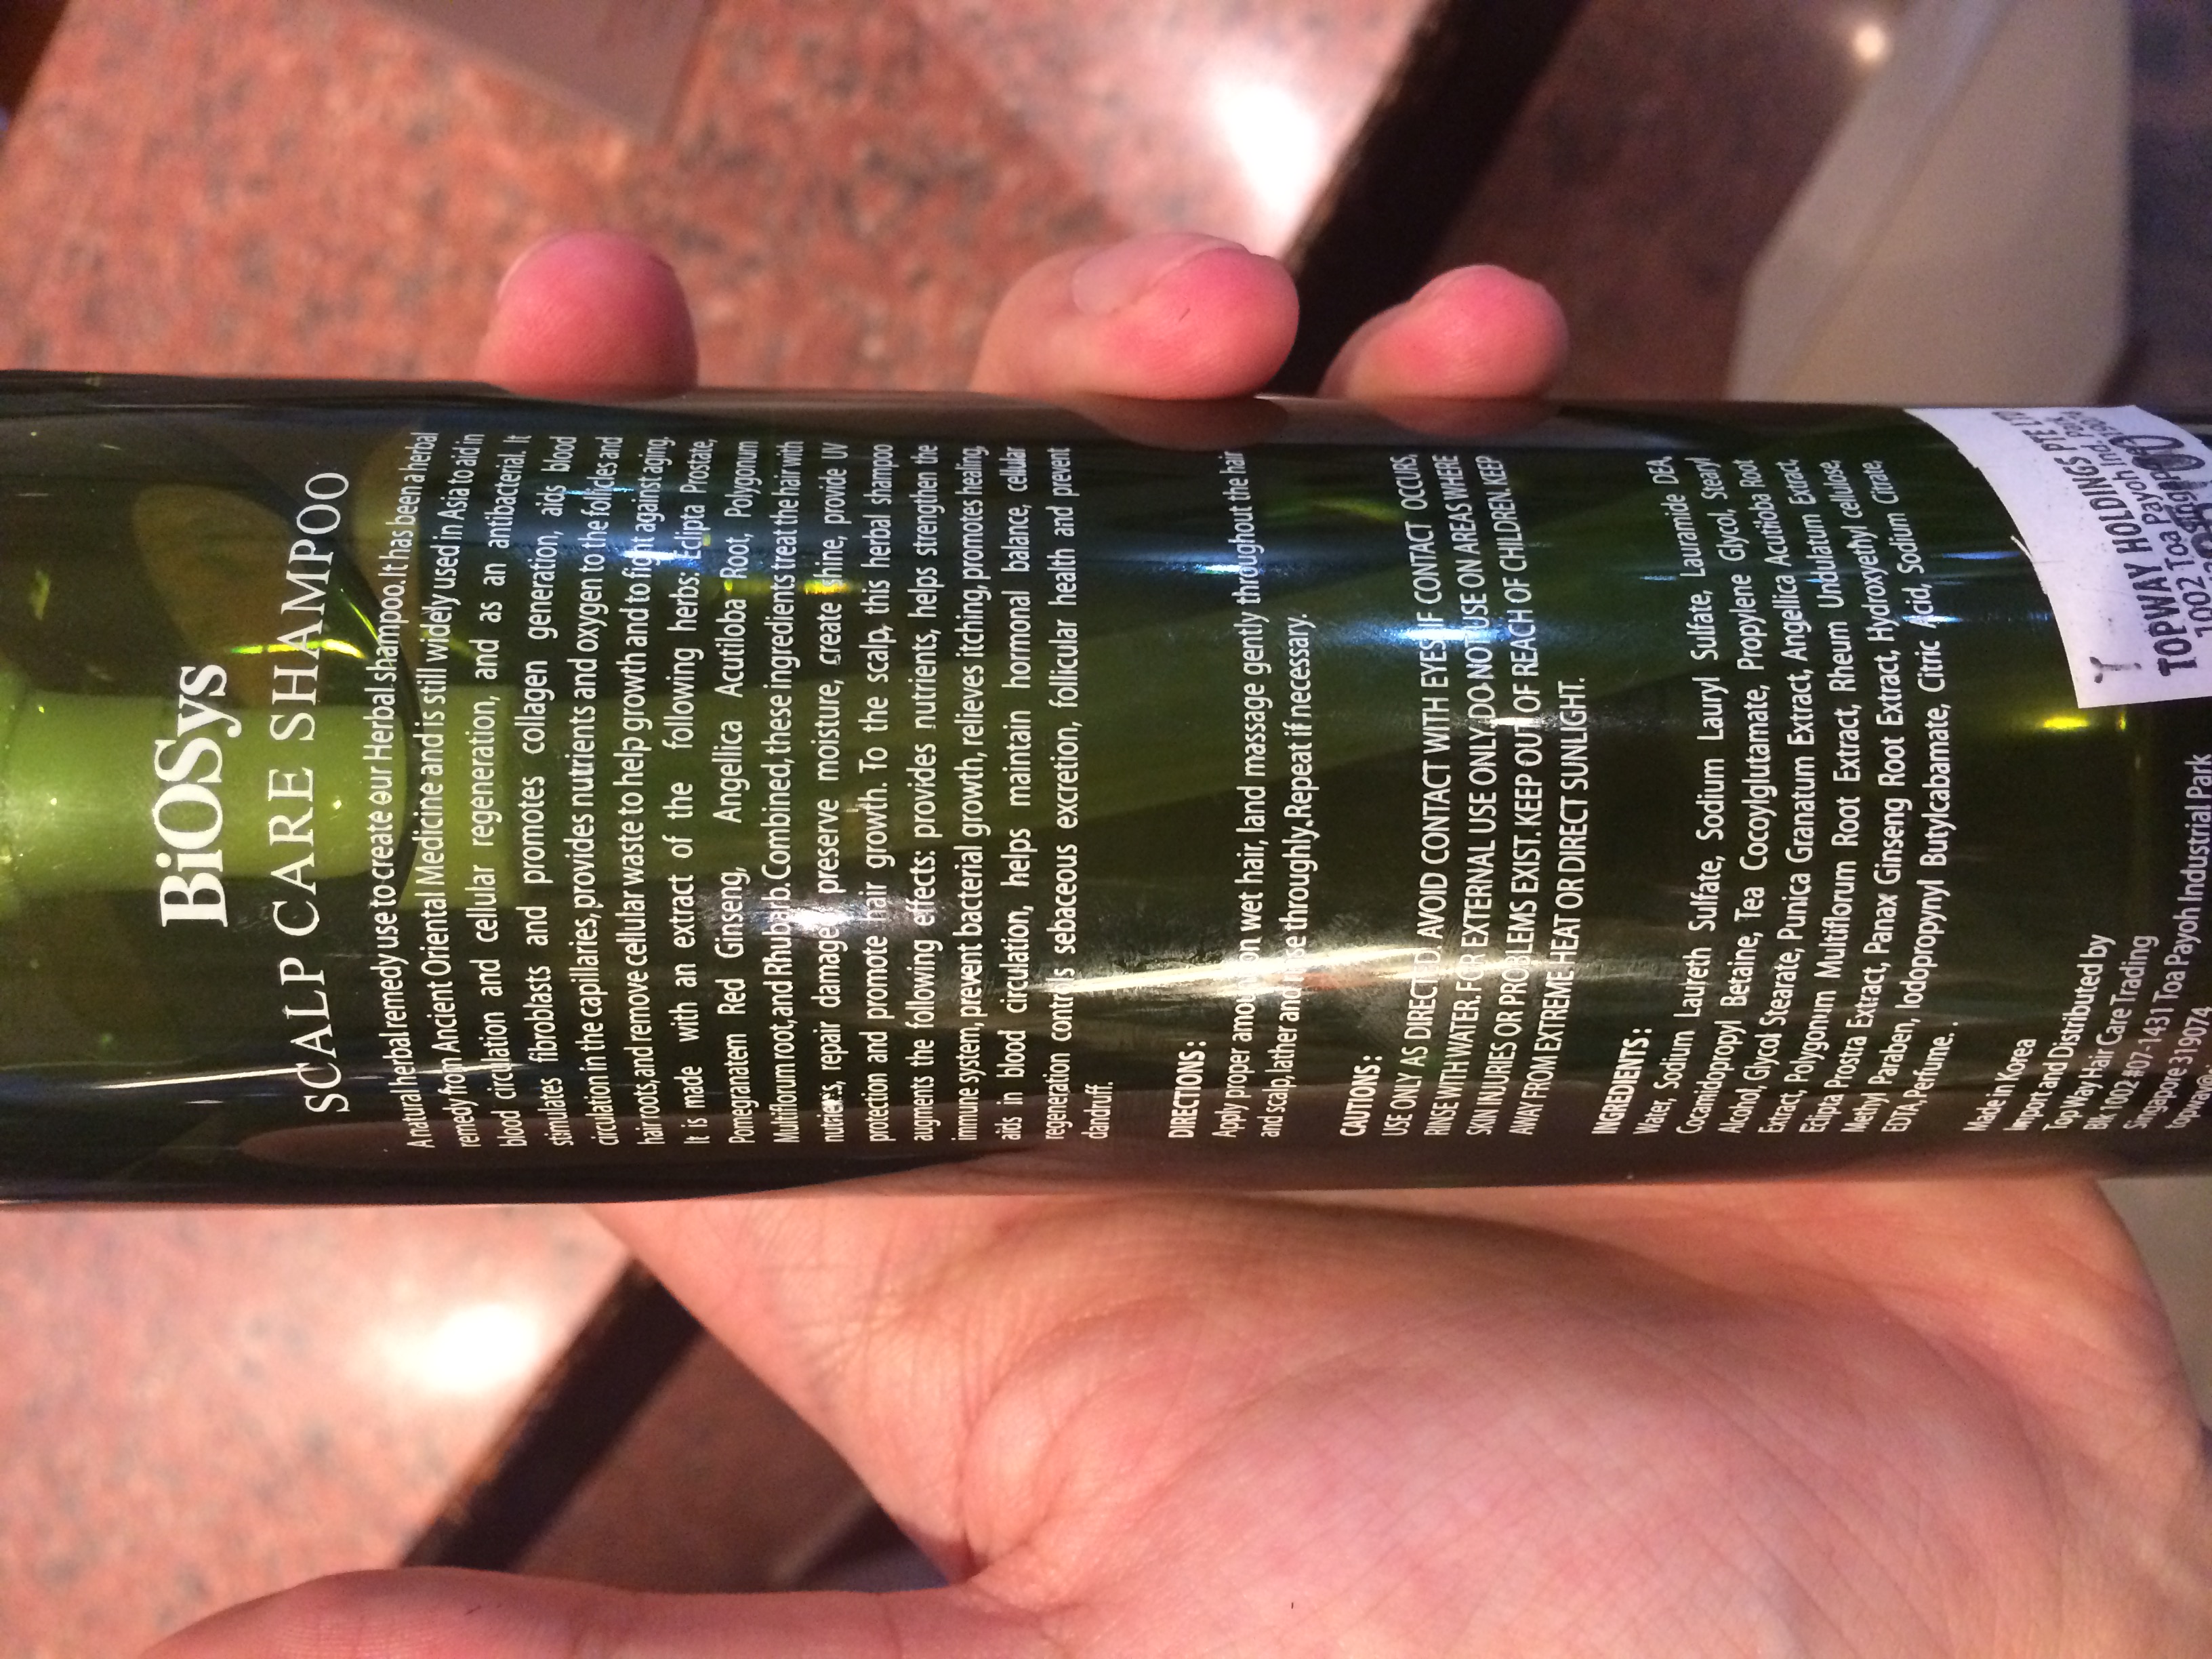 BiOSys
SCALP CARE SHAMPOO
A natural herbal remedy use to create our Herbal shampoo. It has been a herbal
remedy from Ancient Oriental Medicine and is still widely used in Asia to aid in
blood circulation and cellular regeneration, and as an antibacterial. It
stimulates fibroblasts and promotes collagen generation, aids blood
circulation in the capillaries, provides nutrients and oxygen to the follicles and
hair roots, and remove cellular waste to help growth and to fight against aging.
It is made with an extract of the following herbs: Eclipta Prostate,
Pomegranatem Red Ginseng, Angellica Acutiloba Root, Polygonum
Multiflorum root, and Rhubarb. Combined, these ingredients treat the hair with
repair damage, preserve moisture, create shine, provide UV
protection and promote hair growth. To the scalp, this herbal shampoo
augments the following effects: provides nutrients, helps strengthen the
immune system, prevent bacterial growth, relieves itching, promotes healing,
aids in blood circulation, helps maintain hormonal balance, cellular
regeneration controls sebaceous excretion, follicular health and prevent
dandruff.
DIRECTIONS :
Apply proper amount on wet hair, land massage gently throughout the hair
and scalp, lather and rinse throughly. Repeat if necessary.
CAUTIONS :
USE ONLY AS DIRECTED. AVOID CONTACT WITH EYES. IF CONTACT OCCURS,
RINSE WITH WATER. FOR EXTERNAL USE ONLY. DO NOT USE ON AREAS WHERE
SKIN INJURIES OR PROBLEMS EXIST. KEEP OUT OF REACH OF CHILDREN. KEEP
AWAY FROM EXTREME HEAT OR DIRECT SUNLIGHT.
INGREDIENTS :
Water, Sodium Laureth Sulfate, Sodium Lauryl Sulfate, Lauramide DEA,
Cocamidopropyl Betaine, Tea Cocoylglutamate, Propylene Glycol, Steryl
Alcohol, Glycol Stearate, Punica Granatum Extract, Angellica Acutiloba Root
Extract, Polygonum Multiflorum Root Extract, Rheum Undulatum Extract,
Eclipta Prostra Extract, Panax Ginseng Root Extract, Hydroxyethyl cellulose,
Methyl Paraben, Iodopropynyl Butylcabamate, Citric Acid, Sodium Citrate,
EDTA, Perfume. .
Made in Korea
Import and Distributed by
Top Way Hair Care Trading
Blk 1002 #07-1431 Toa Payoh Industrial Park
Singapore 319074
TOPWAY HOLDINGS PTE LTD
1002 Toa Payoh Ind. Park